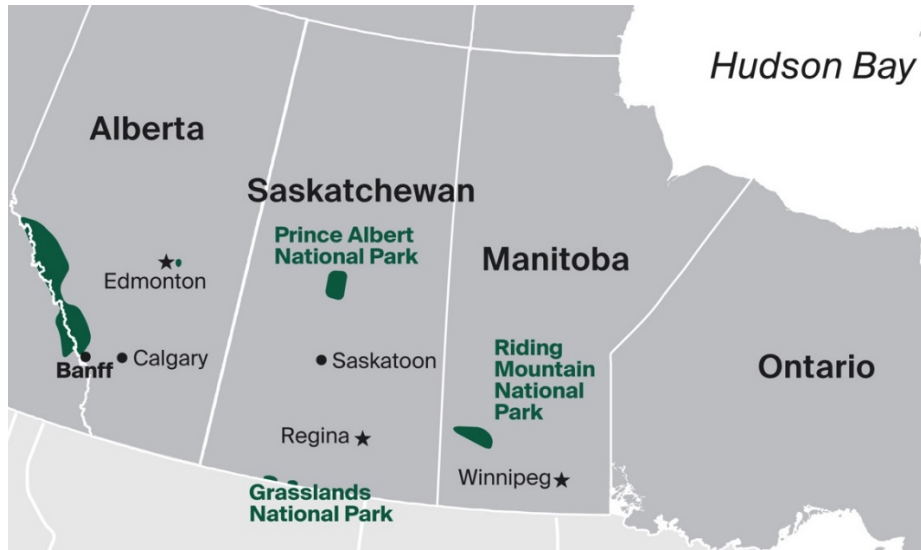 Hudson Bay
Alberta
Saskatchewan
Prince Albert
National Park
Manitoba
Edmonton
Banff
Calgary
Saskatoon
Riding
Mountain
National
Park
Ontario
Regina
Winnipeg
Grasslands
National Park